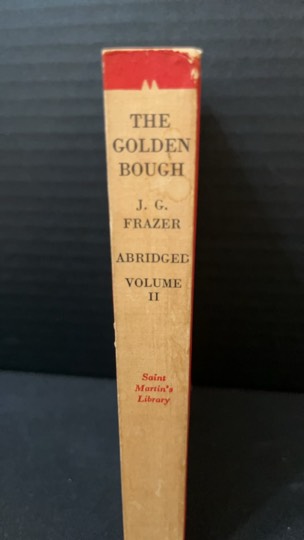 THE
GOLDEN
BOUGH
J. G.
FRAZER
ABRIDGED
VOLUME
II
Saint
Martin's
Library